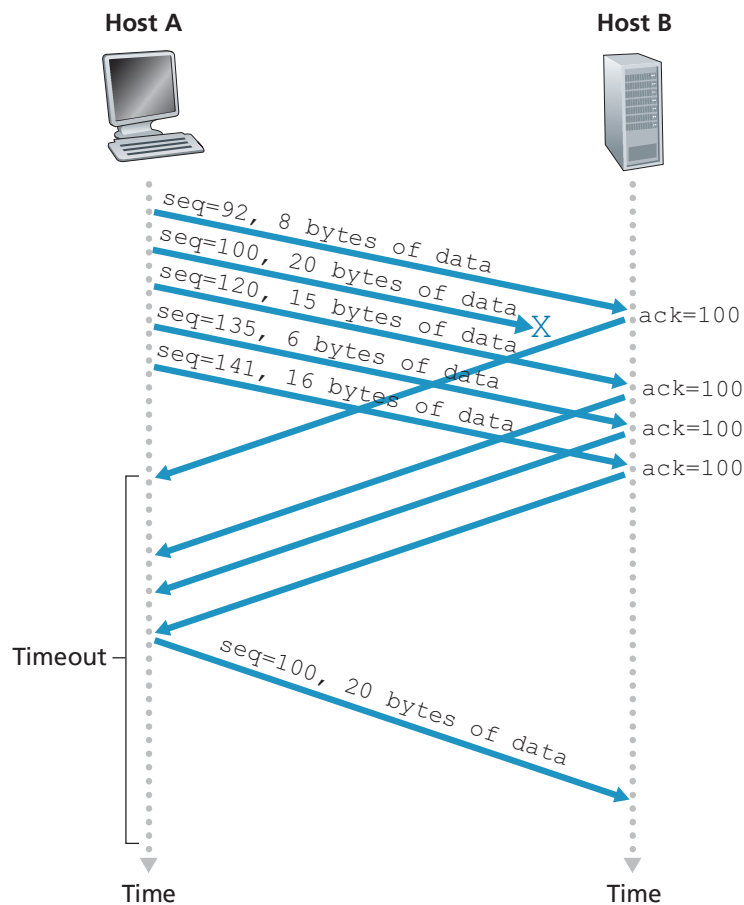 Host A
Host B
seq=92, 8 bytes of data
seq=100, 20 bytes of data
seq=120, 15 bytes of data
seq=135, 6 bytes of data
seq=141, 16 bytes of data
X
ack=100
ack=100
ack=100
ack=100
Timeout
seq=100, 20 bytes of data
Time
Time